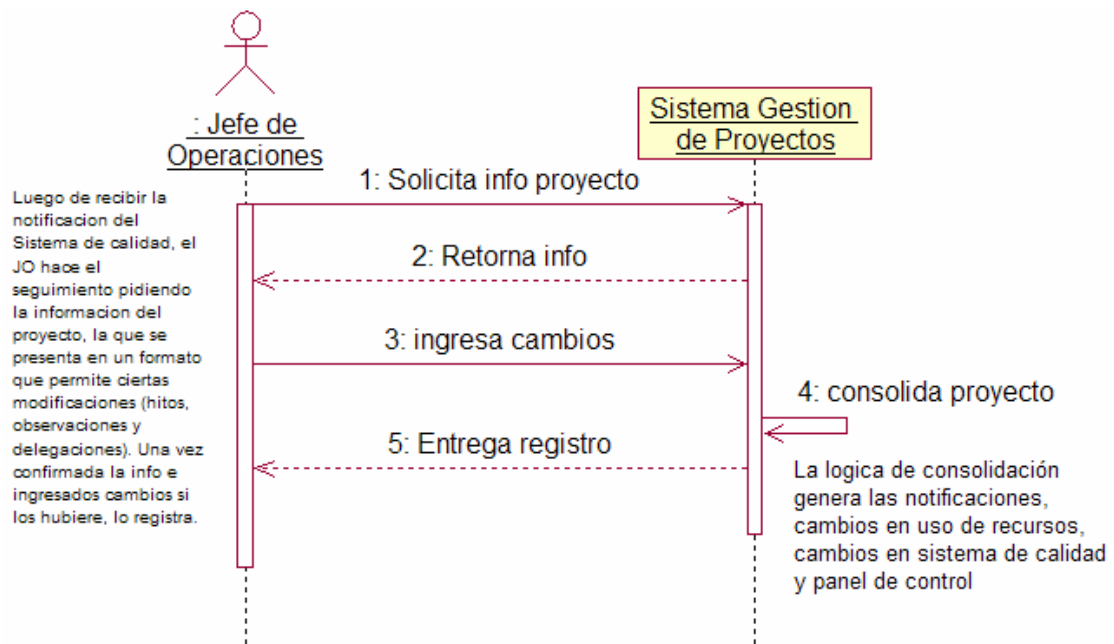 : Jefe de
Operaciones
Sistema Gestion
de Proyectos
Luego de recibir la
notificacion del
Sistema de calidad, el
JO hace el
seguimiento pidiendo
la informacion del
proyecto, la que se
presenta en un formato
que permite ciertas
modificaciones (hitos,
observaciones y
delegaciones). Una vez
confirmada la info e
ingresados cambios si
los hubiere, lo registra.
1: Solicita info proyecto
2: Retorna info
3: ingresa cambios
4: consolida proyecto
5: Entrega registro
La logica de consolidación
genera las notificaciones,
cambios en uso de recursos,
cambios en sistema de calidad
y panel de control